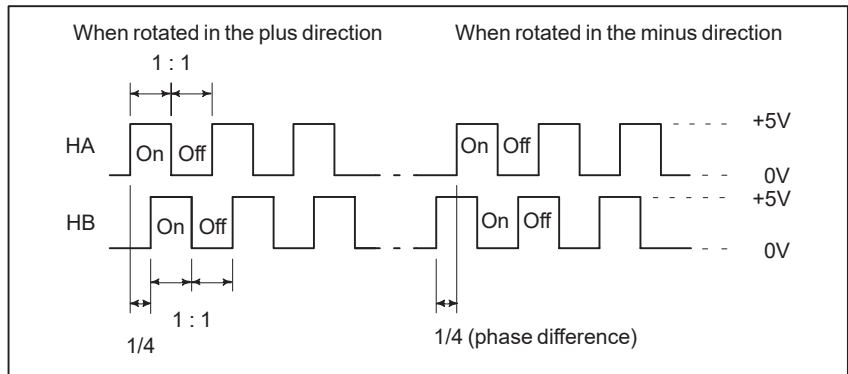 When rotated in the plus direction When rotated in the minus direction
1 : 1
HA On Off On Off +5V
0V
HB On Off On Off +5V
0V
1 : 1
1/4 1/4 (phase difference)